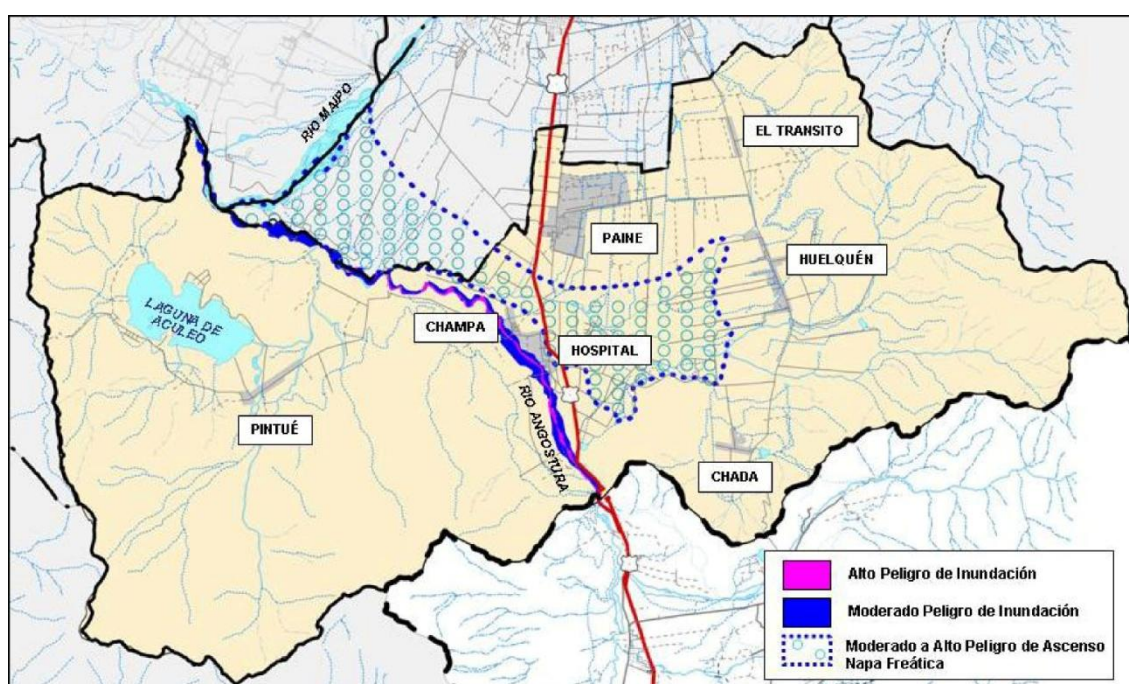 RIO MAIPO
EL TRANSITO
PAINE
HUELQUÉN
LAGUNA DE
ACULEO
CHAMPA
HOSPITAL
PINTUÉ
RIO ANGOSTURA
CHADA
Alto Peligro de Inundación
Moderado Peligro de Inundación
Moderado a Alto Peligro de Ascenso
Napa Freática